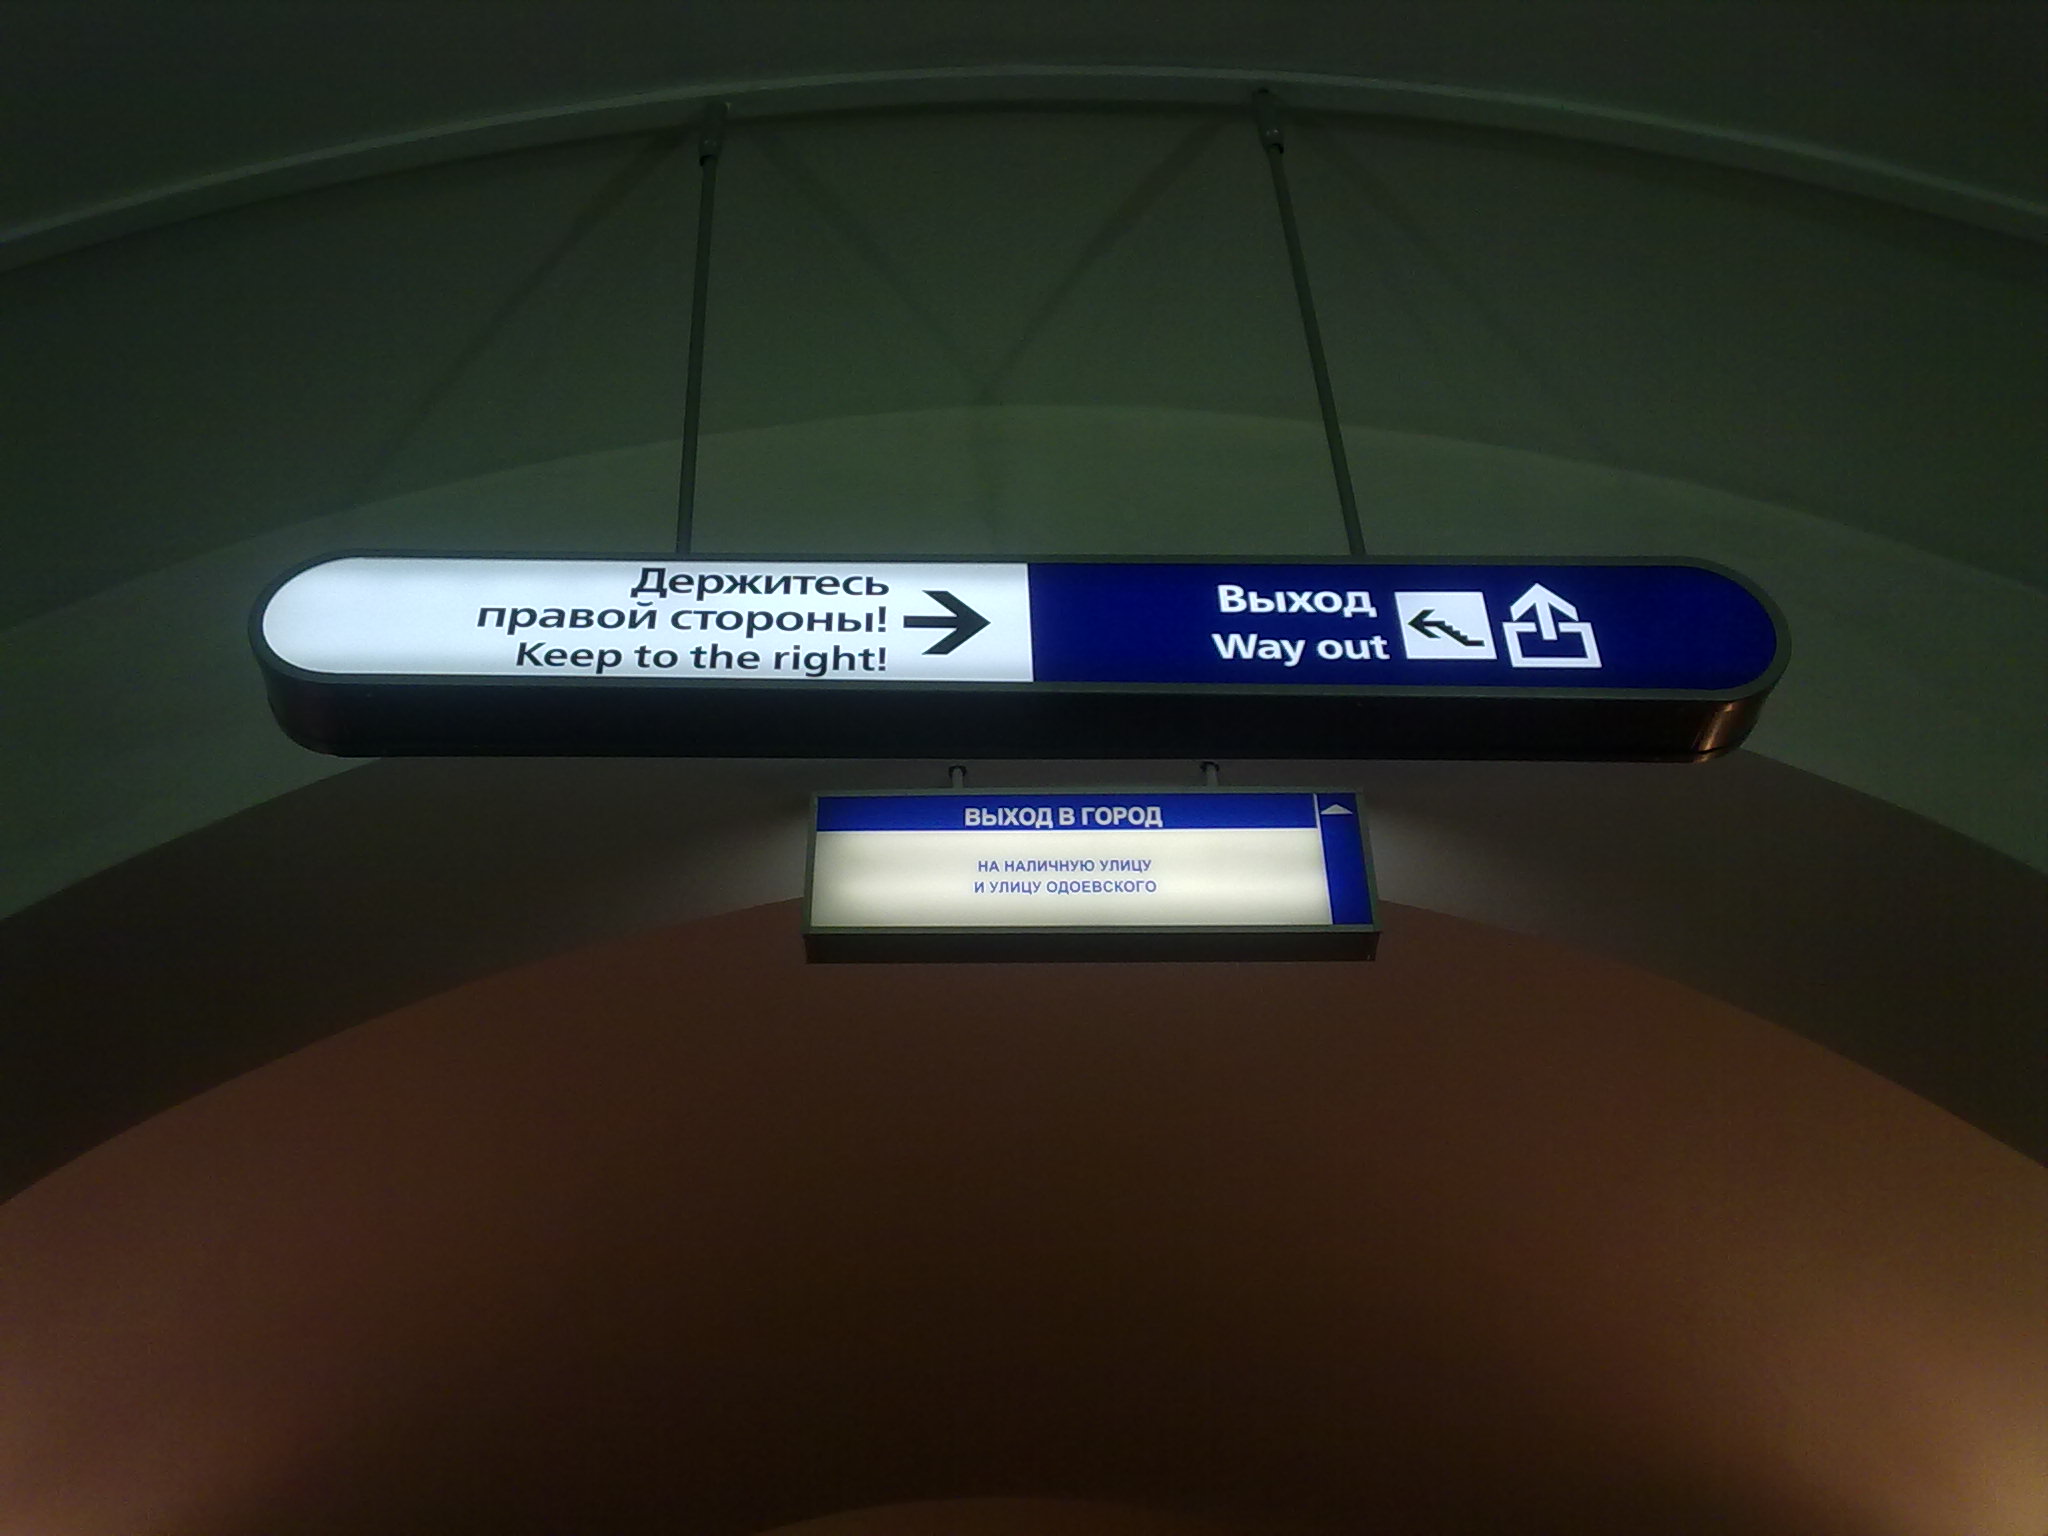 Держитесь
правой стороны!
Keep to the right!
Выход
Way out
ВЫХОД В ГОРОД
НА НАЛИЧНУЮ УЛИЦУ
И УЛИЦУ ОДОЕВСКОГО